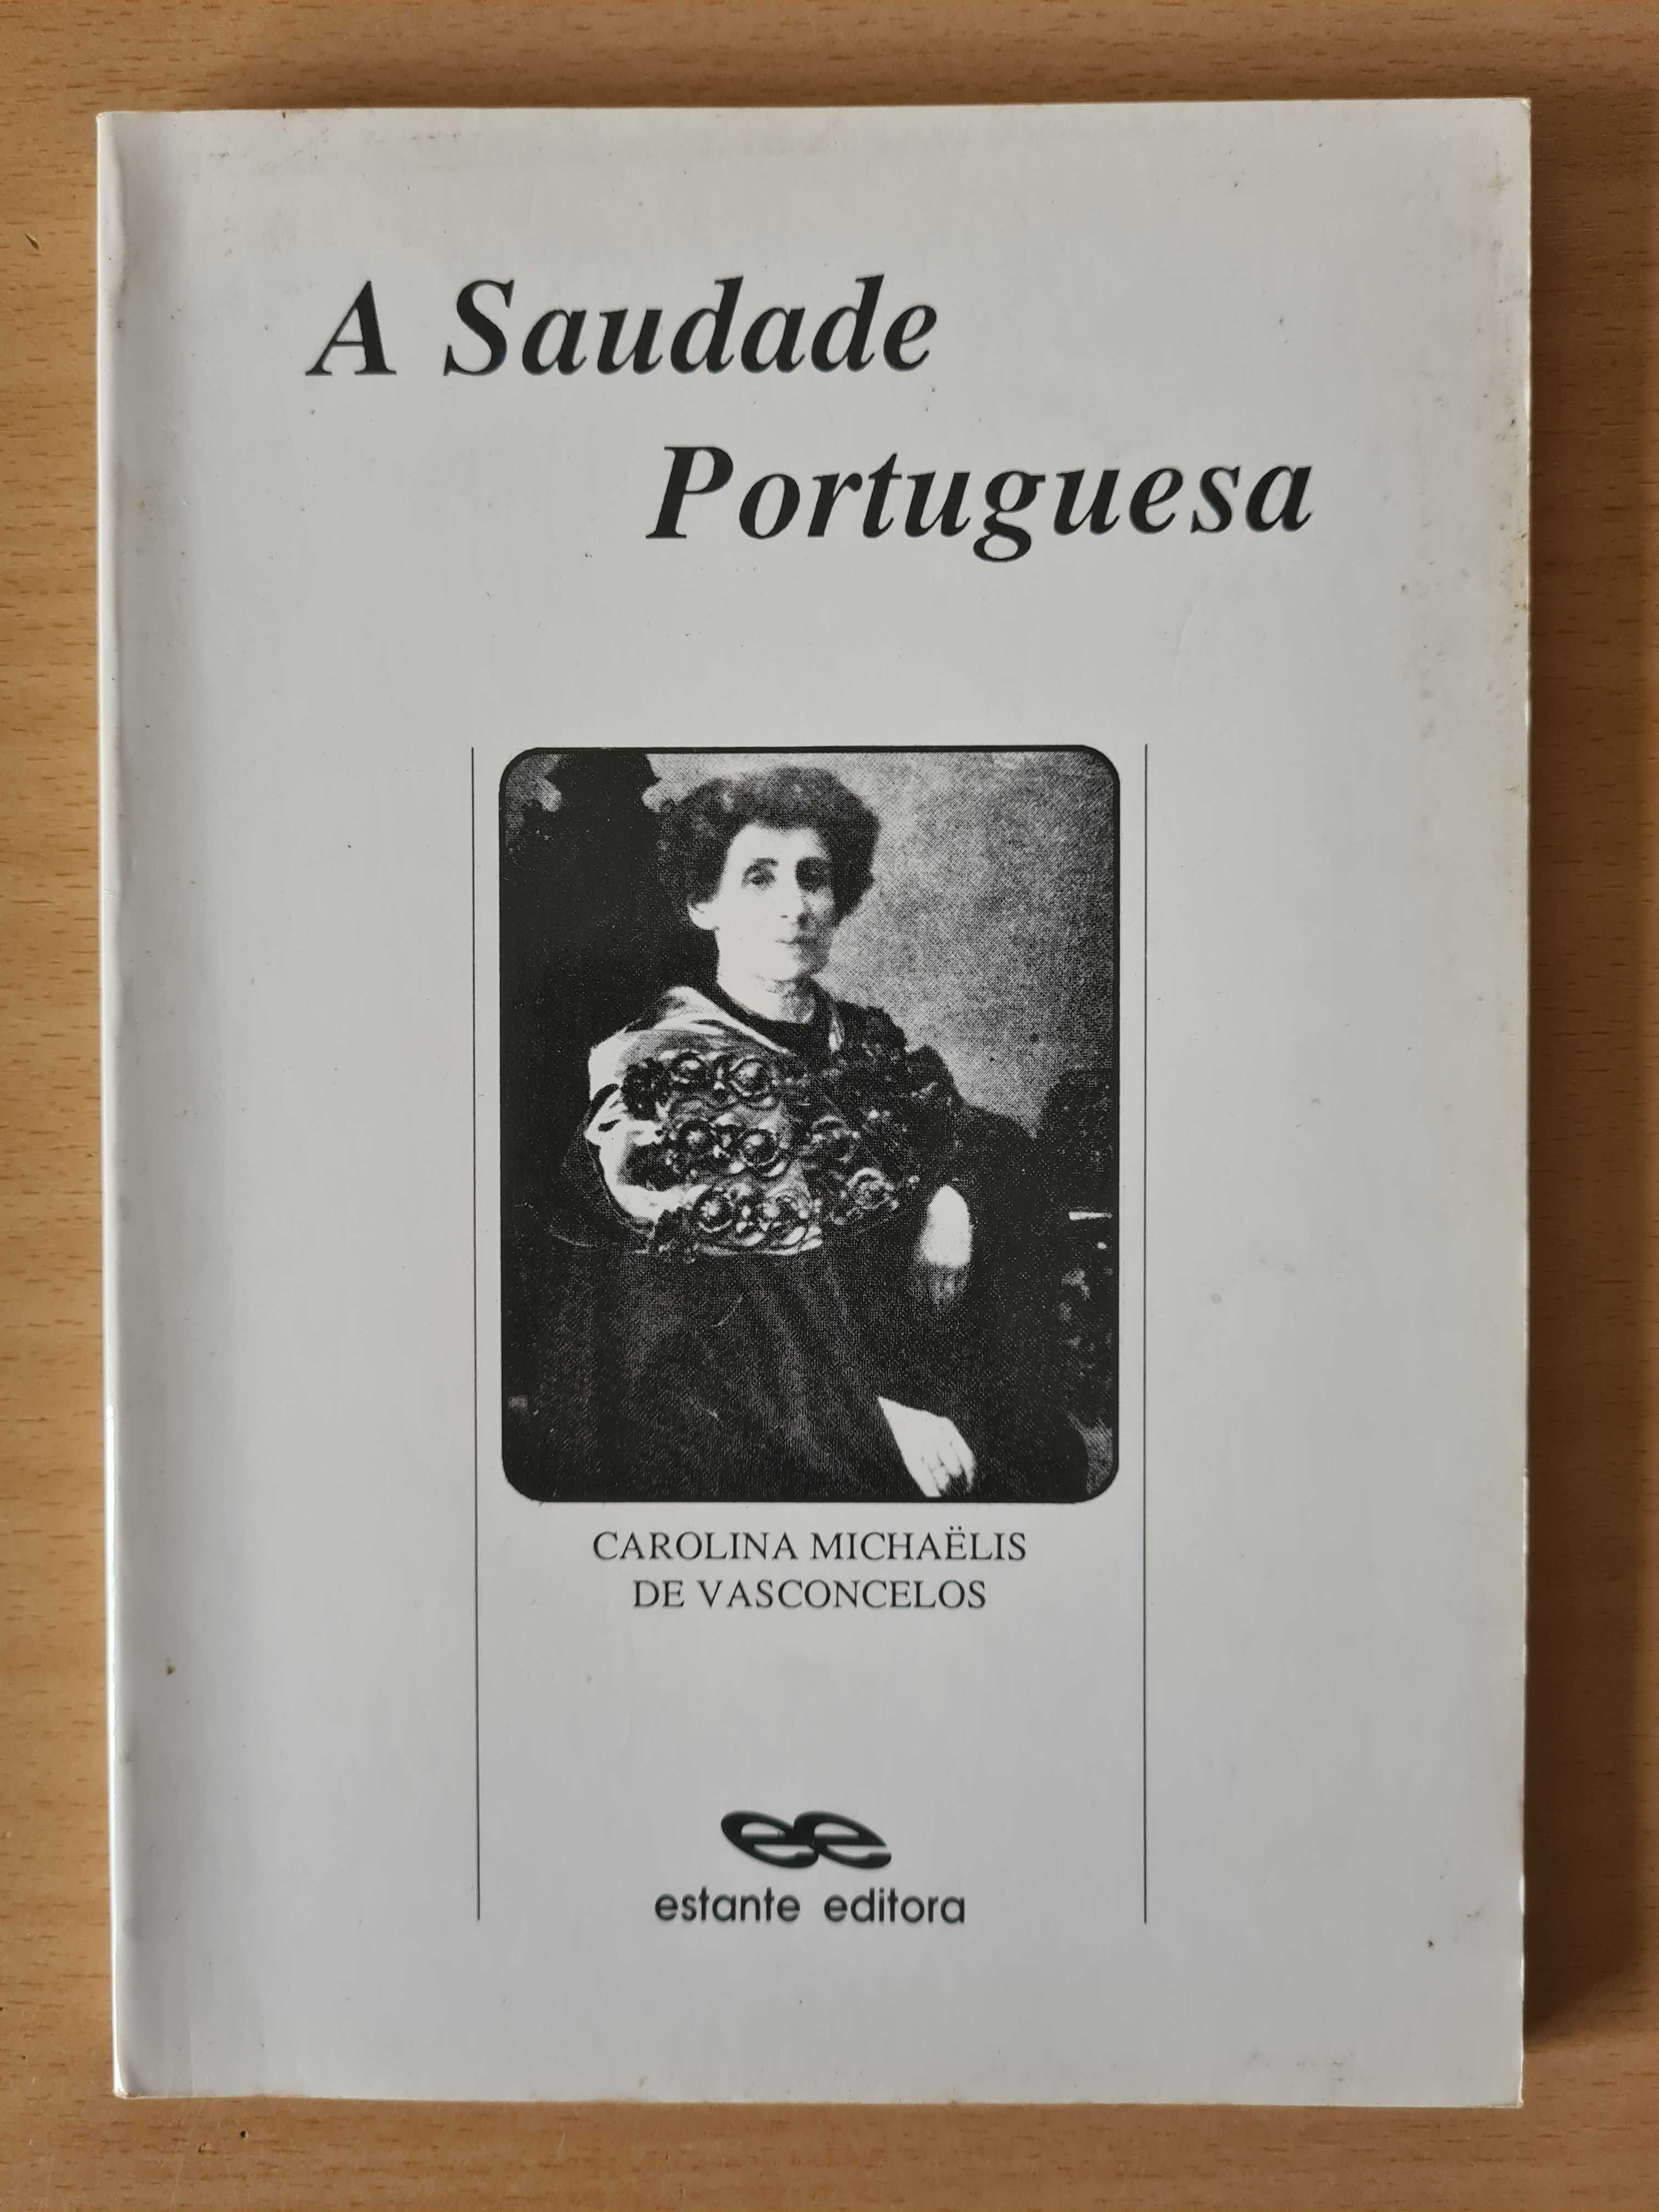 A Saudade
Portuguesa
CAROLINA MICHAËLIS
DE VASCONCELOS
ee
estante editora